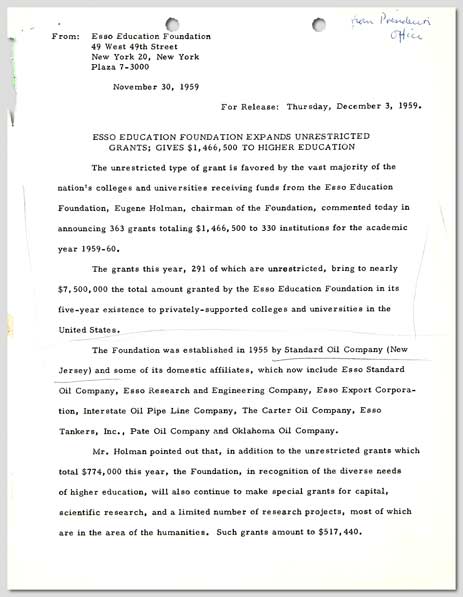 from President's
Office
From: Esso Education Foundation
49 West 49th Street
New York 20, New York
Plaza 7-3000
November 30, 1959
For Release: Thursday, December 3, 1959.
ESSO EDUCATION FOUNDATION EXPANDS UNRESTRICTED
GRANTS; GIVES $1,466,500 TO HIGHER EDUCATION
The unrestricted type of grant is favored by the vast majority of the
nation's colleges and universities receiving funds from the Esso Education
Foundation, Eugene Holman, chairman of the Foundation, commented today in
announcing 363 grants totaling $1,466,500 to 330 institutions for the academic
year 1959-60.
The grants this year, 291 of which are unrestricted, bring to nearly
$7,500,000 the total amount granted by the Esso Education Foundation in its
five-year existence to privately-supported colleges and universities in the
United States.
The Foundation was established in 1955 by Standard Oil Company (New
Jersey) and some of its domestic affiliates, which now include Esso Standard
Oil Company, Esso Research and Engineering Company, Esso Export Corpora-
tion, Interstate Oil Pipe Line Company, The Carter Oil Company, Esso
Tankers, Inc., Pate Oil Company and Oklahoma Oil Company.
Mr. Holman pointed out that, in addition to the unrestricted grants which
total $774,000 this year, the Foundation, in recognition of the diverse needs
of higher education, will also continue to make special grants for capital,
scientific research, and a limited number of research projects, most of which
are in the area of the humanities. Such grants amount to $517,440.